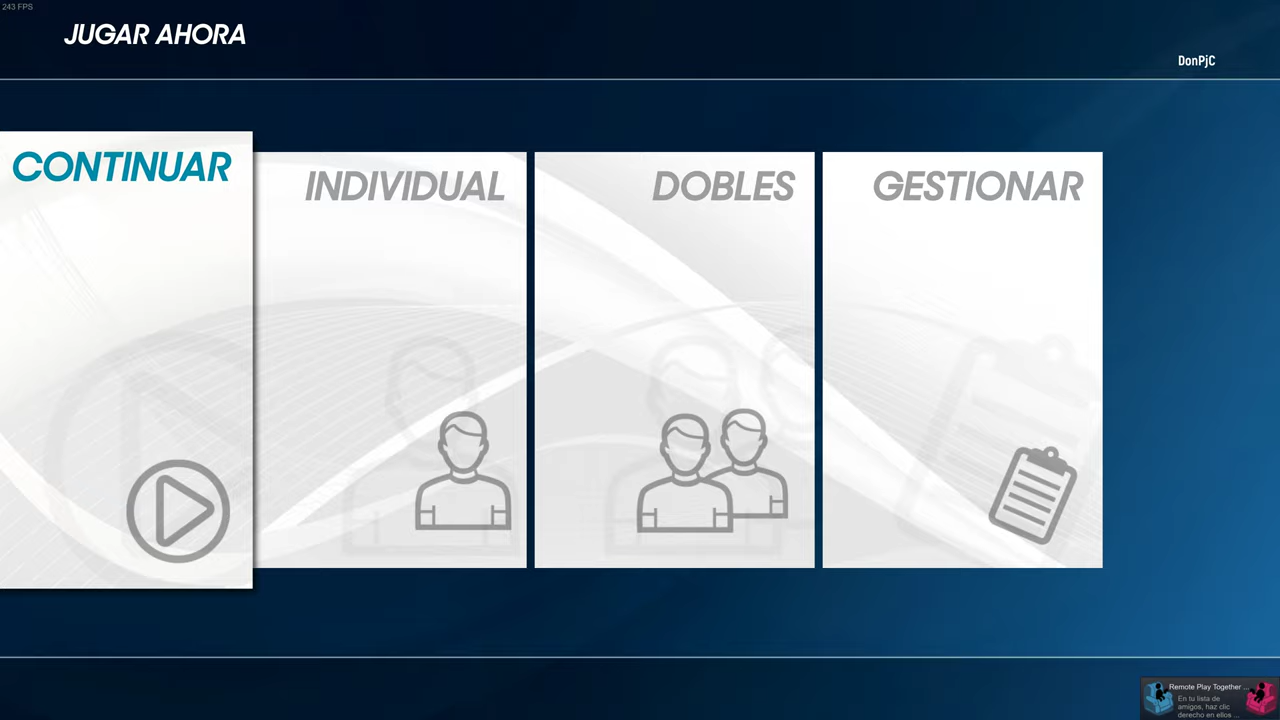 243 FPS
JUGAR AHORA
DonPjC
CONTINUAR
INDIVIDUAL
DOBLES
GESTIONAR
Remote Play Together ...
En tu lista de
amigos, haz clic
derecho en ellos ...